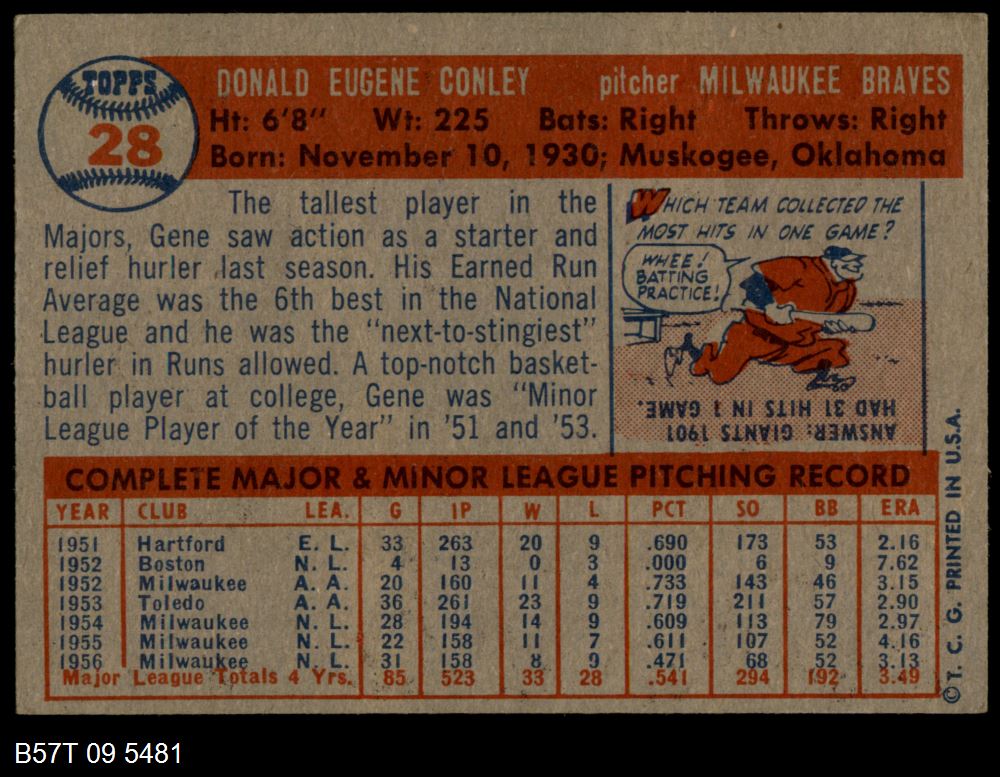 TOPPS
28
DONALD EUGENE CONLEY pitcher MILWAUKEE BRAVES
Ht: 6'8" Wt: 225 Bats: Right Throws: Right
Born: November 10, 1930; Muskogee, Oklahoma
The tallest player in the
Majors, Gene saw action as a starter and
relief hurler last season. His Earned Run
Average was the 6th best in the National
League and he was the "next-to-stingiest"
hurler in Runs allowed. A top-notch basket-
ball player at college, Gene was "Minor
League Player of the Year" in '51 and '53.
WHICH TEAM COLLECTED THE
MOST HITS IN ONE GAME?
WHEE!
BATTING
PRACTICE!
ANSWER: GIANTS 1901
HAD 31 HITS IN 1 GAME.
COMPLETE MAJOR & MINOR LEAGUE PITCHING RECORD
YEAR CLUB LEA. G IP W L PCT SO BB ERA
1951 Hartford E. L. 33 263 20 9 .690 173 53 2.16
1952 Boston N. L. 4 13 0 3 .000 6 9 7.62
1952 Milwaukee A. A. 20 160 11 4 .733 143 46 3.15
1953 Toledo A. A. 36 261 23 9 .719 211 57 2.90
1954 Milwaukee N. L. 28 194 14 9 .609 113 79 2.97
1955 Milwaukee N. L. 22 158 11 7 .611 107 52 4.16
1956 Milwaukee N. L. 31 158 8 9 .471 68 52 3.13
Major League Totals 4 Yrs. 85 523 33 28 .541 294 192 3.49
© T. C. G. PRINTED IN U.S.A.
B57T 09 5481